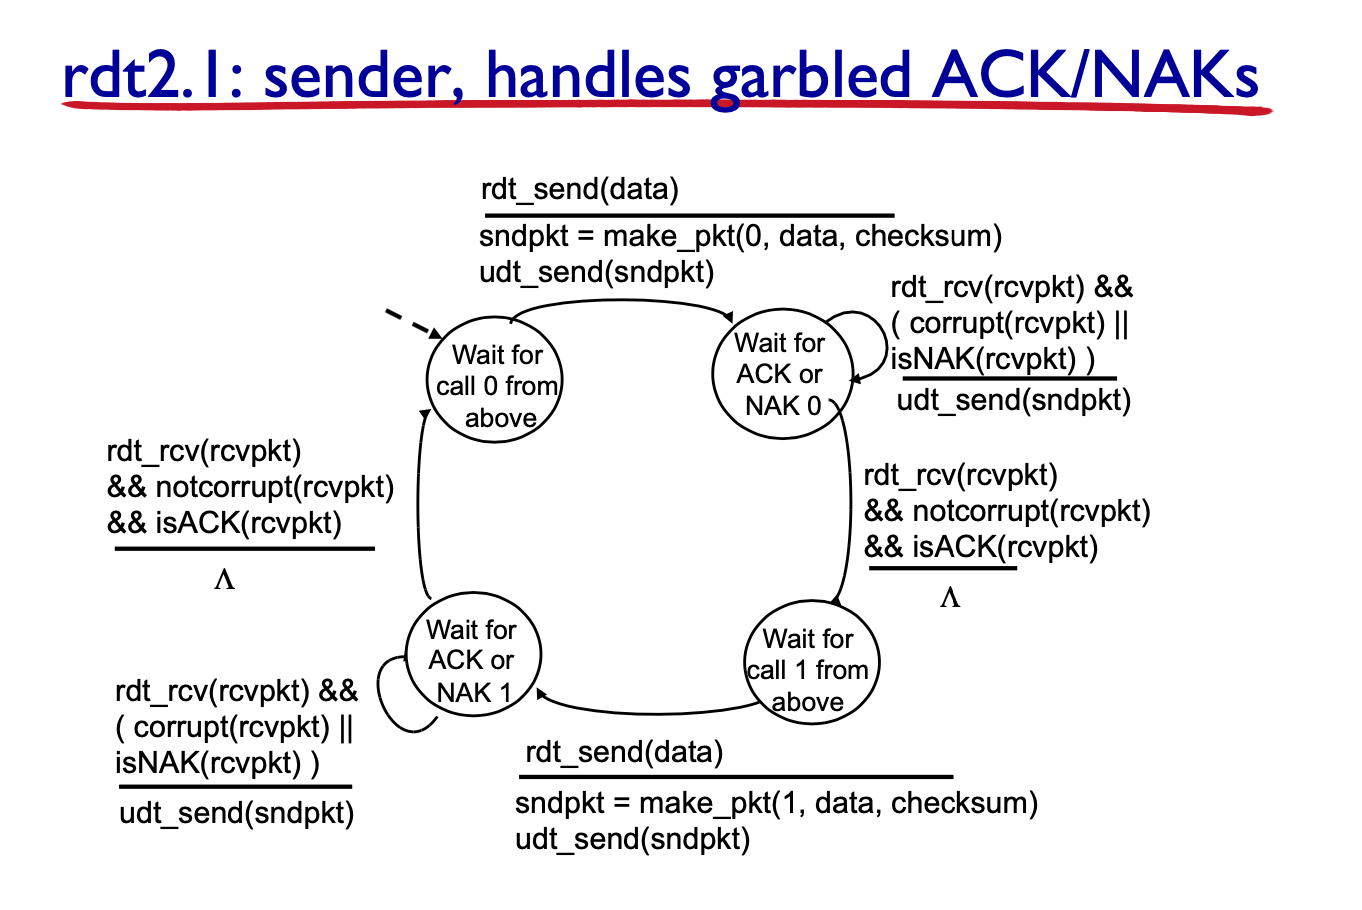 rdt2.1: sender, handles garbled ACK/NAKs
rdt_send(data)
sndpkt = make_pkt(0, data, checksum)
udt_send(sndpkt)
rdt_rcv(rcvpkt) &&
( corrupt(rcvpkt) ||
isNAK(rcvpkt) )
udt_send(sndpkt)
Wait for
call 0 from
above
Wait for
ACK or
NAK 0
rdt_rcv(rcvpkt)
&& notcorrupt(rcvpkt)
&& isACK(rcvpkt)
Λ
rdt_rcv(rcvpkt)
&& notcorrupt(rcvpkt)
&& isACK(rcvpkt)
Λ
Wait for
ACK or
NAK 1
Wait for
call 1 from
above
rdt_rcv(rcvpkt) &&
( corrupt(rcvpkt) ||
isNAK(rcvpkt) )
udt_send(sndpkt)
rdt_send(data)
sndpkt = make_pkt(1, data, checksum)
udt_send(sndpkt)